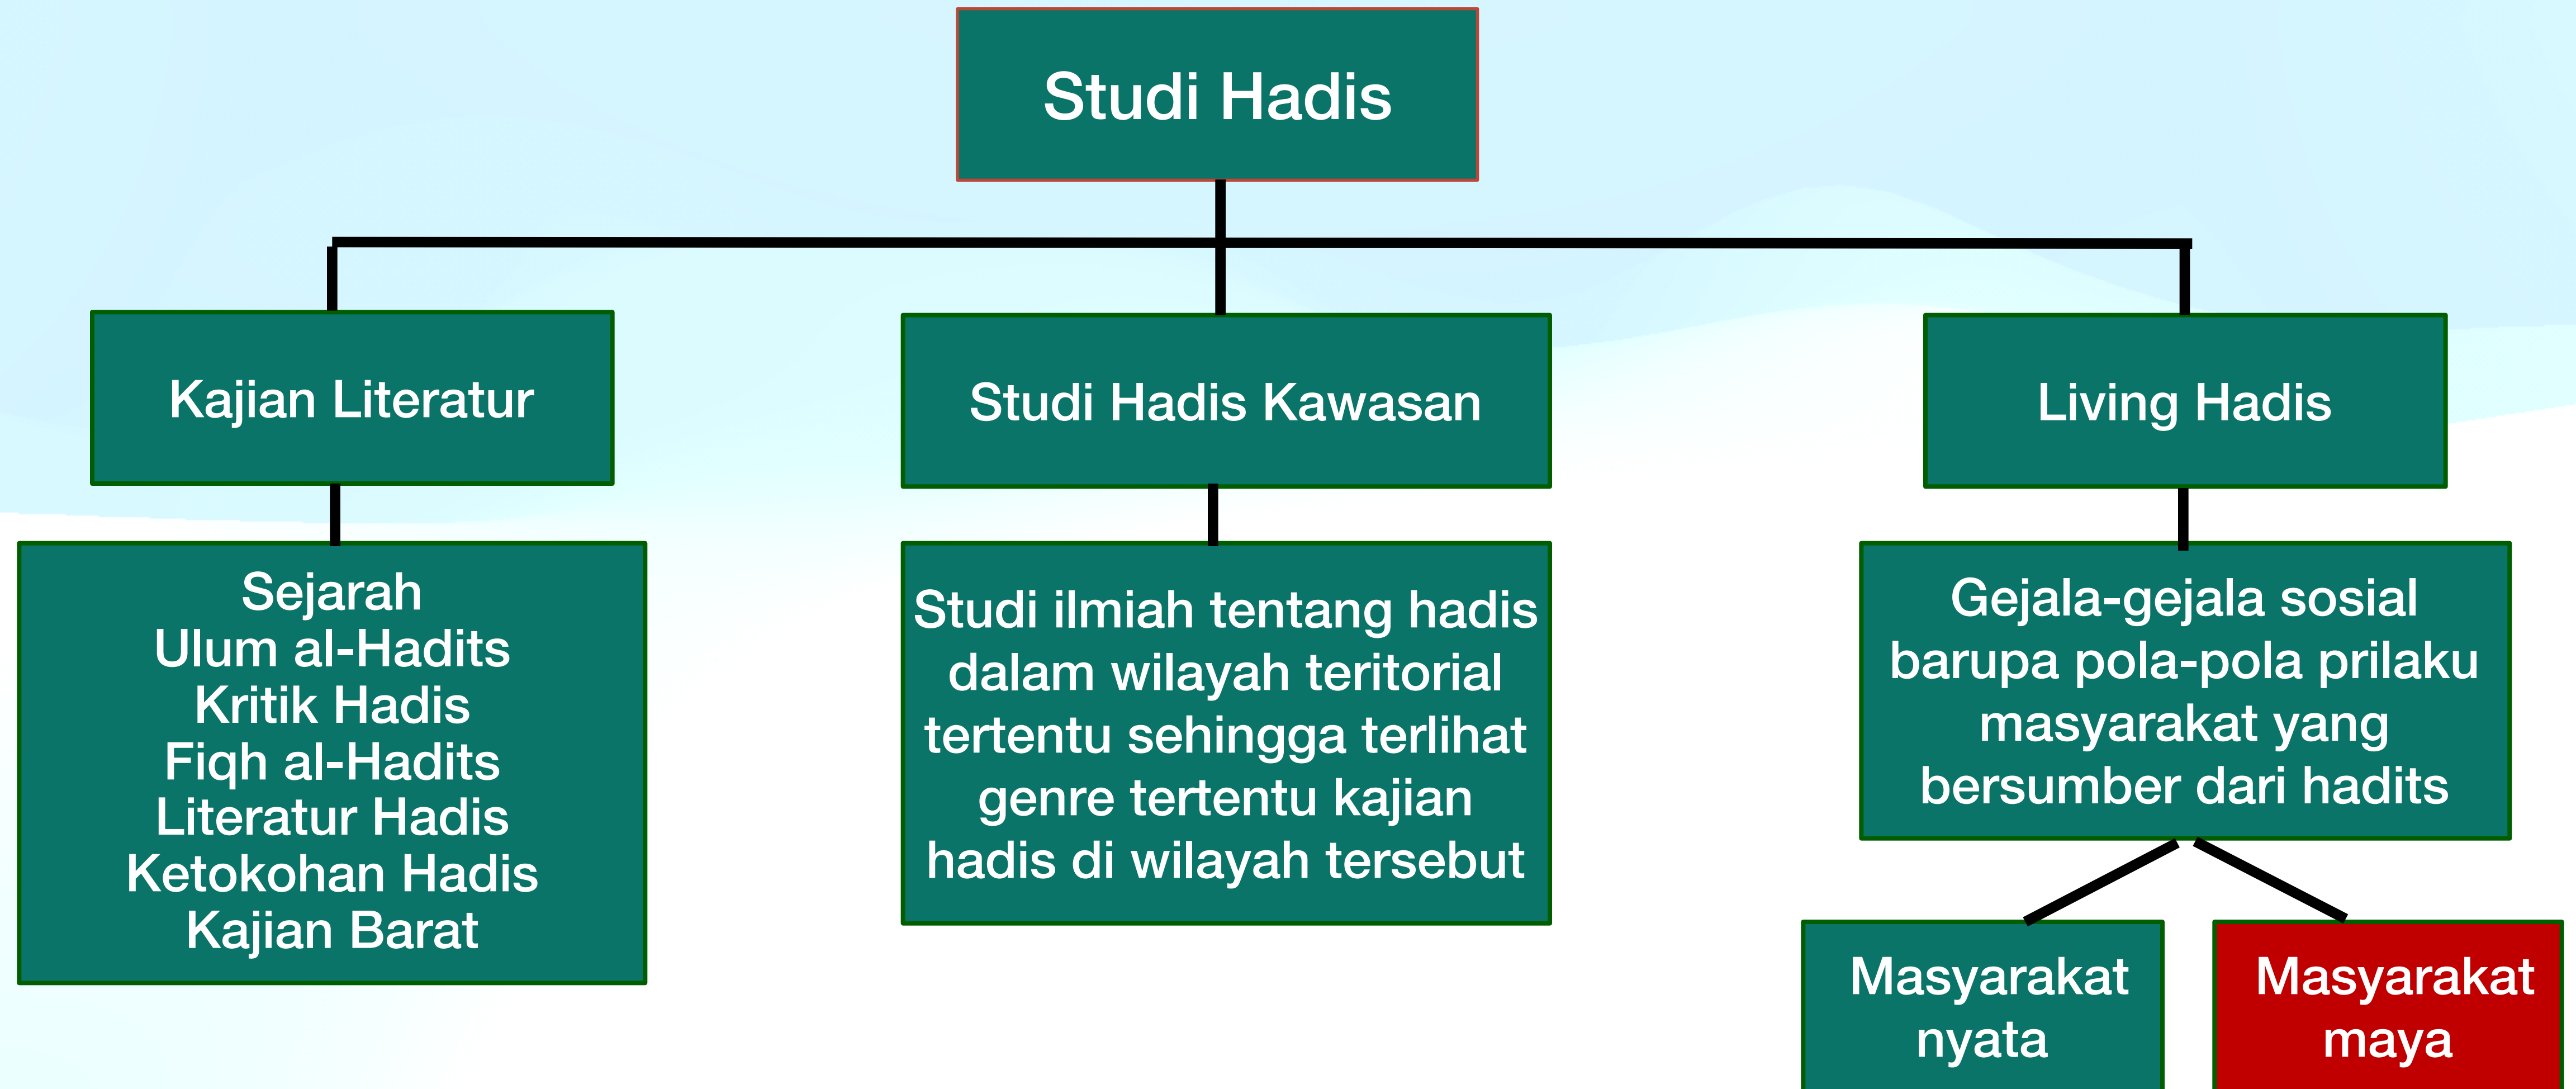 Studi Hadis
Kajian Literatur
Studi Hadis Kawasan
Living Hadis
Sejarah
Ulum al-Hadits
Kritik Hadis
Fiqh al-Hadits
Literatur Hadis
Ketokohan Hadis
Kajian Barat
Studi ilmiah tentang hadis
dalam wilayah teritorial
tertentu sehingga terlihat
genre tertentu kajian
hadis di wilayah tersebut
Gejala-gejala sosial
barupa pola-pola prilaku
masyarakat yang
bersumber dari hadits
Masyarakat
nyata
Masyarakat
maya